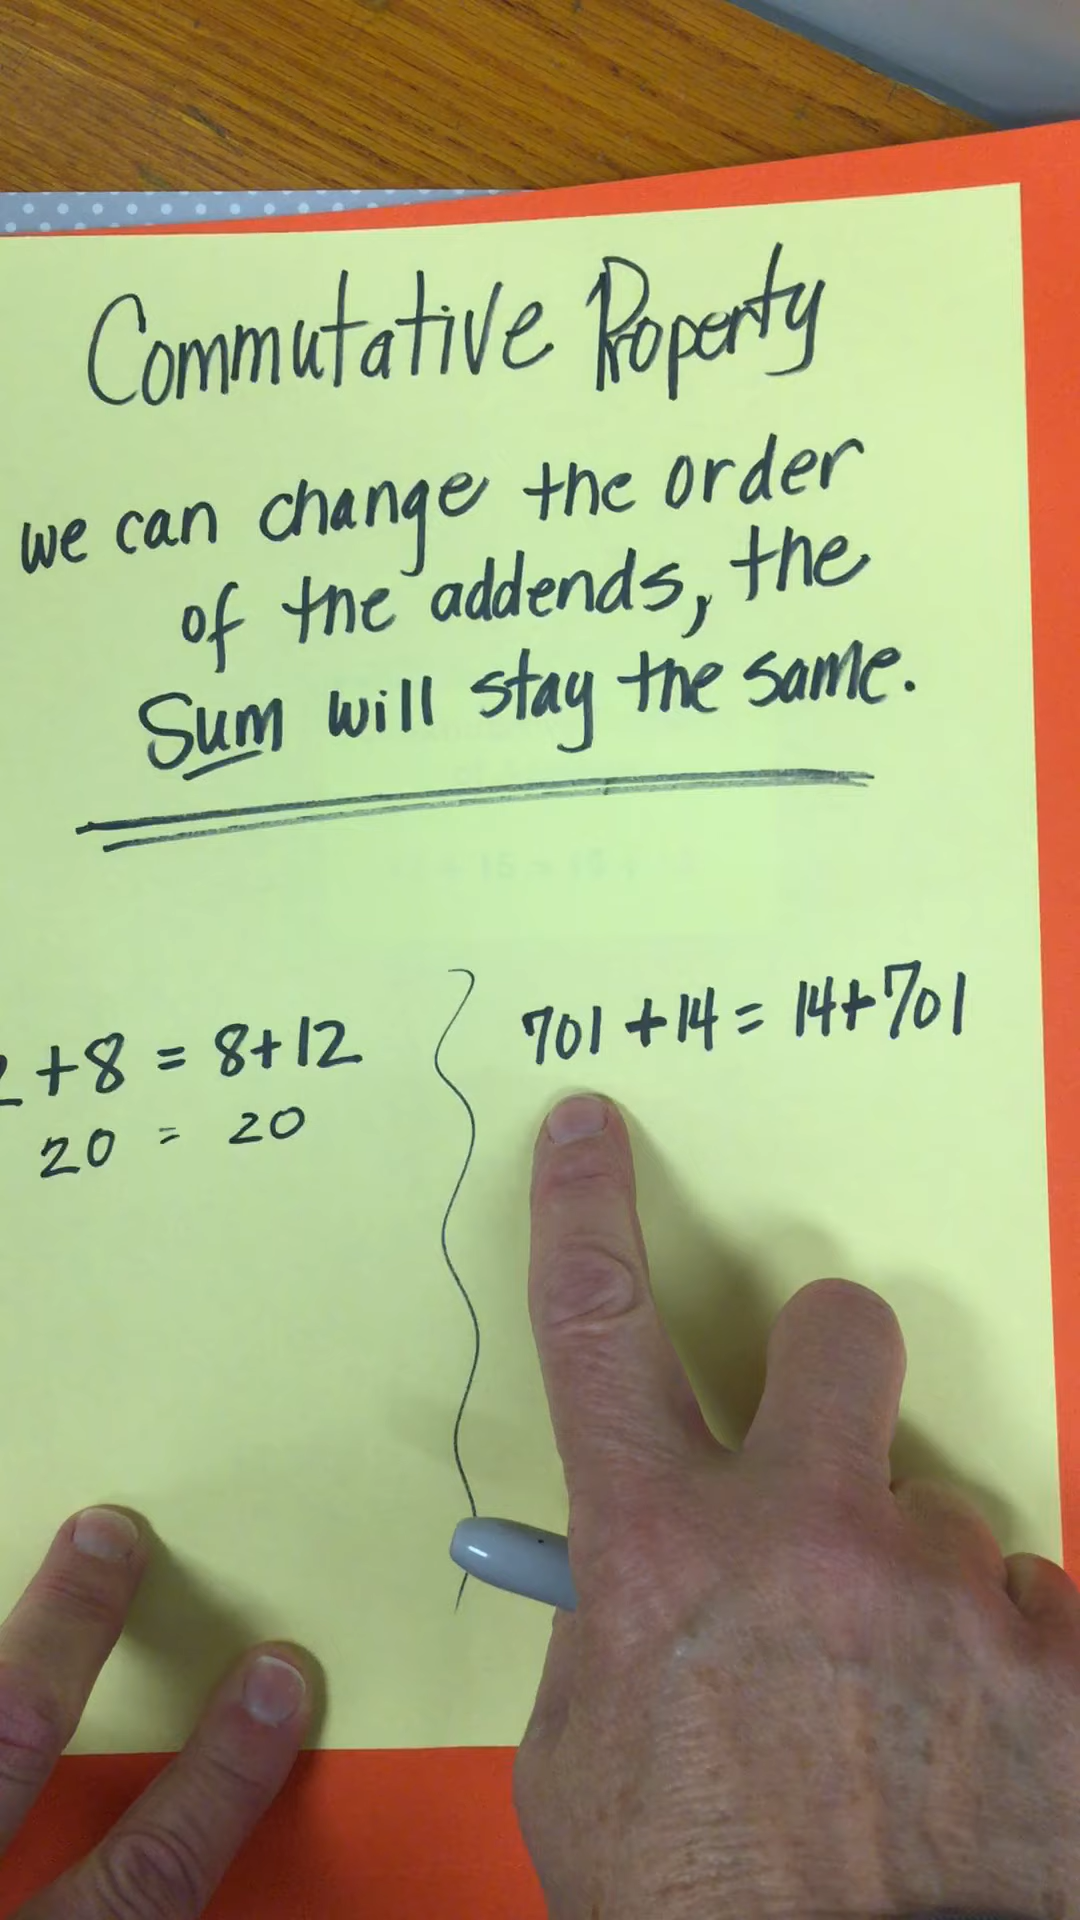 Commutative Property
we can change the order
of the addends, the
Sum will stay the same.
+8 = 8+12
20 = 20
701 +14 = 14+701